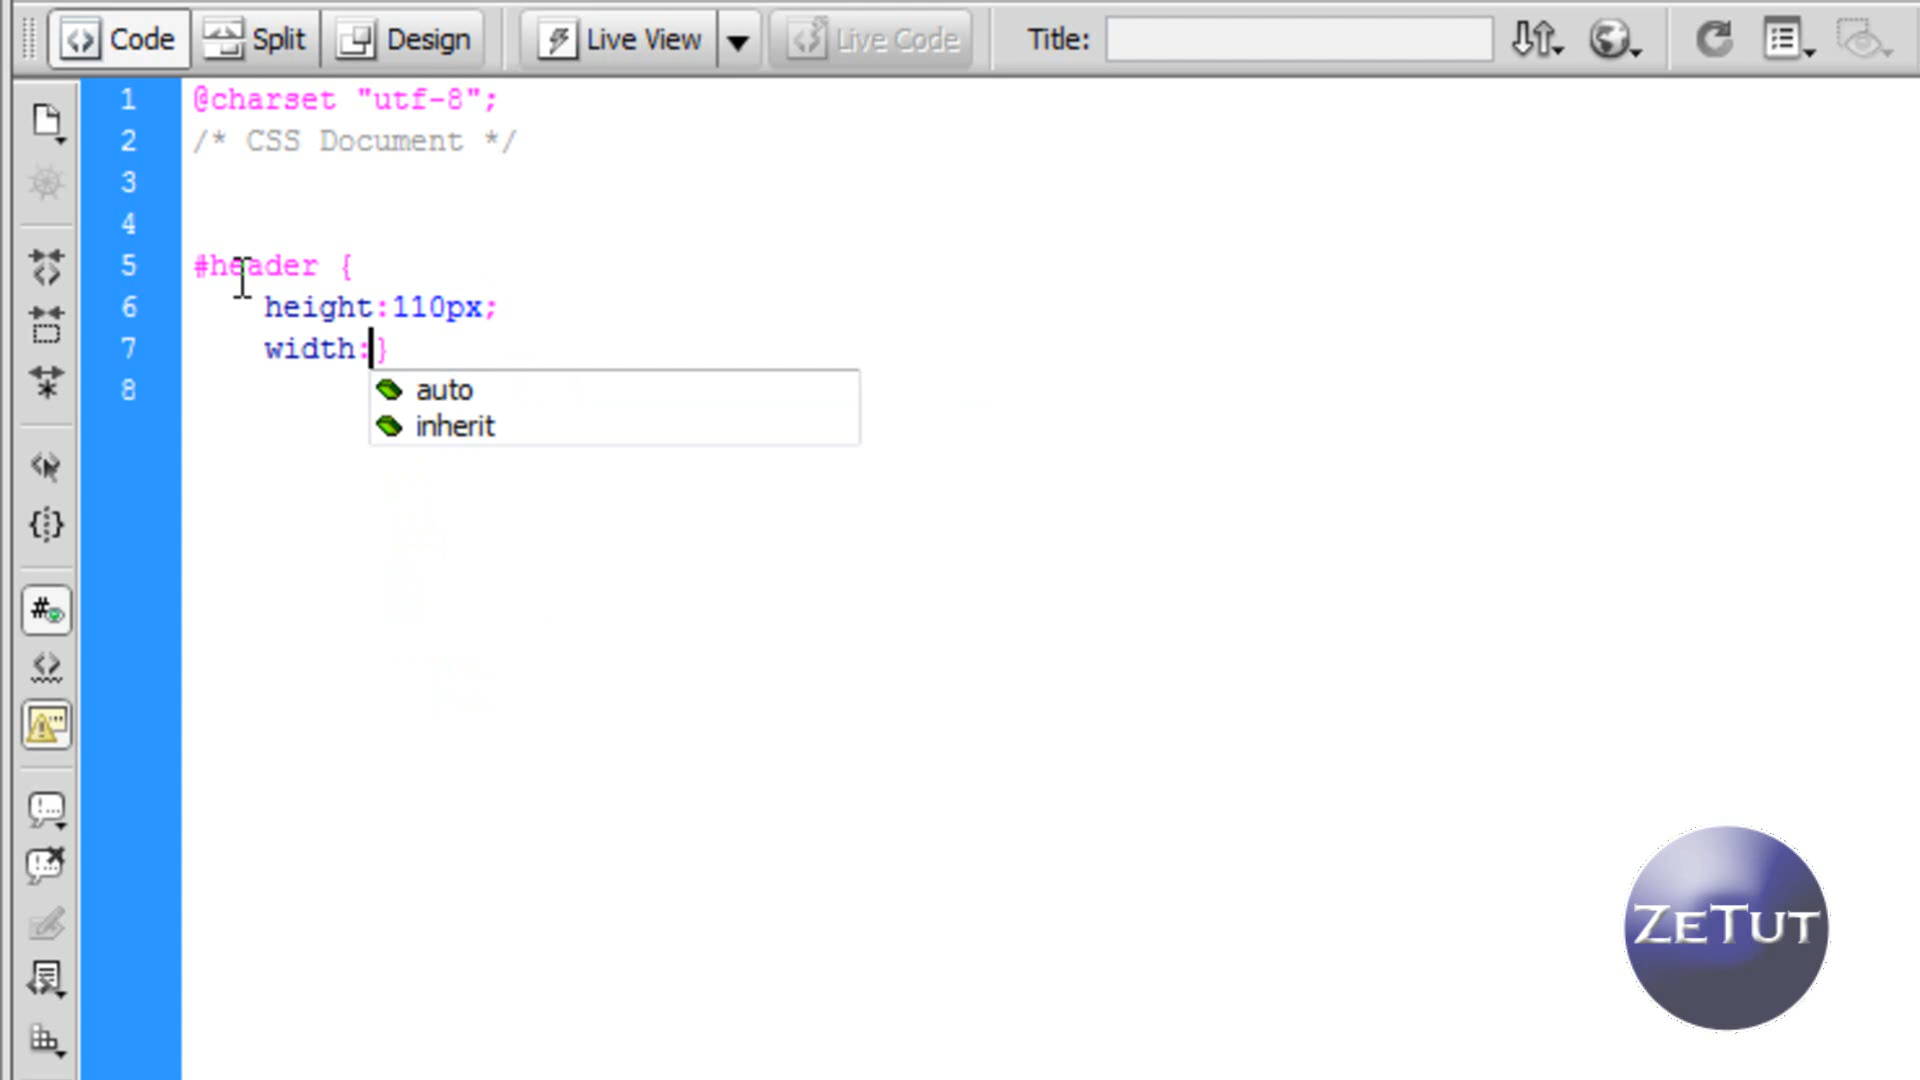 Code Split Design Live View Live Code Title:
1 @charset "utf-8";
2 /* CSS Document */
3
4
5 #header {
6 height:110px;
7 width:}
8
auto
inherit
ZETUT